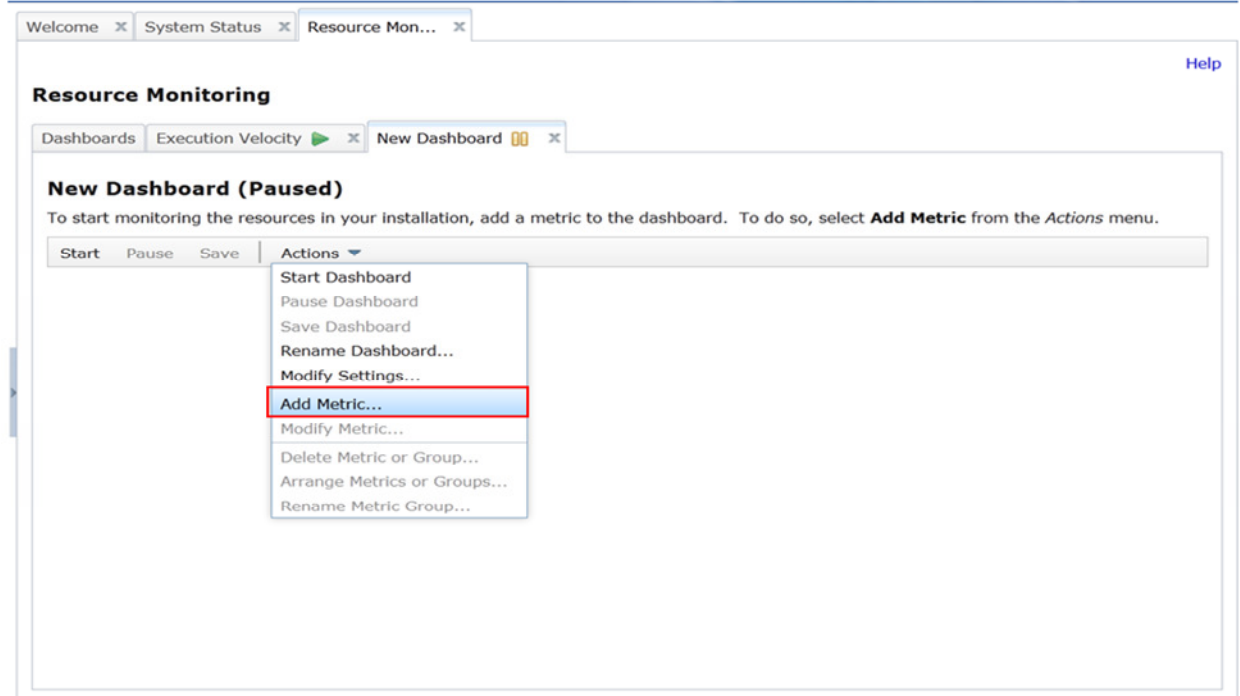 Welcome x System Status x Resource Mon... x
Help
Resource Monitoring
Dashboards Execution Velocity x New Dashboard x
New Dashboard (Paused)
To start monitoring the resources in your installation, add a metric to the dashboard. To do so, select Add Metric from the Actions menu.
Start Pause Save Actions
Start Dashboard
Pause Dashboard
Save Dashboard
Rename Dashboard...
Modify Settings...
Add Metric...
Modify Metric...
Delete Metric or Group...
Arrange Metrics or Groups...
Rename Metric Group...